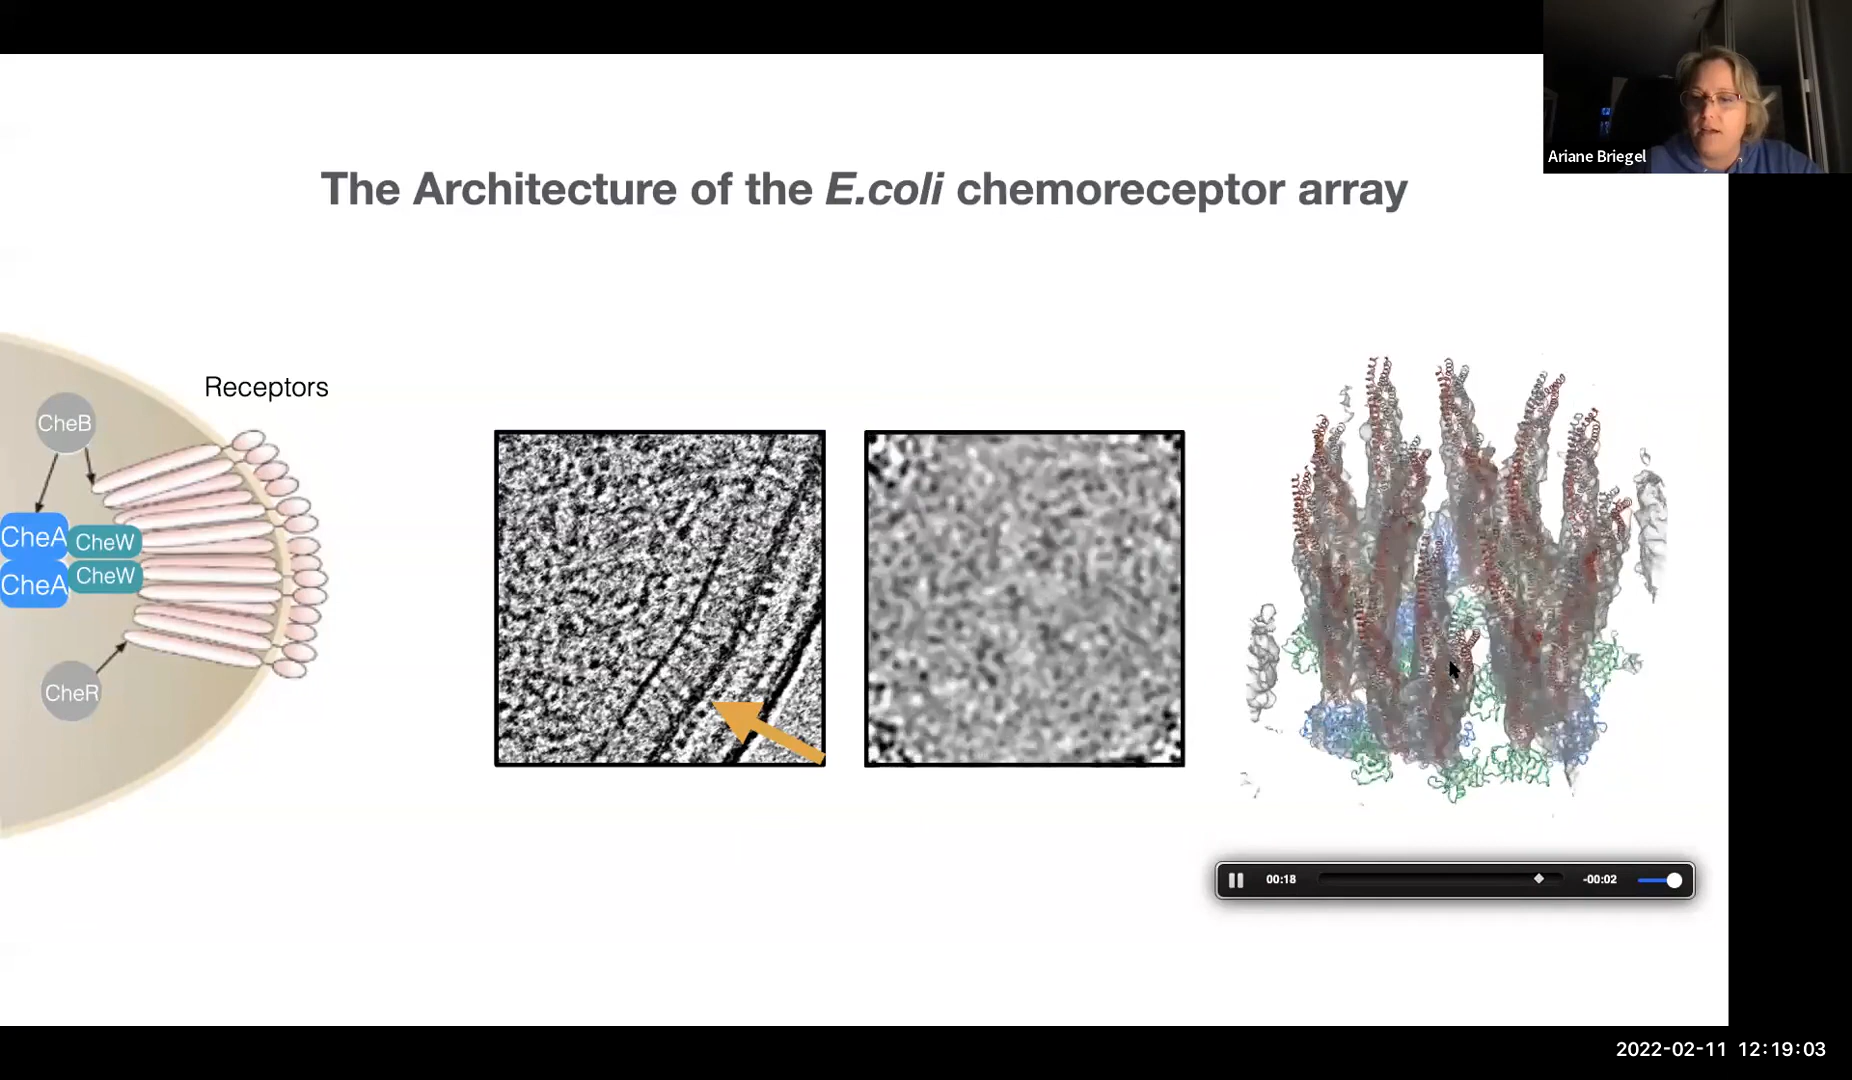 Ariane Briegel
The Architecture of the E.coli chemoreceptor array
Receptors
CheB
CheA
CheW
CheA
CheW
CheR
00:18
-00:02
2022-02-11 12:19:03